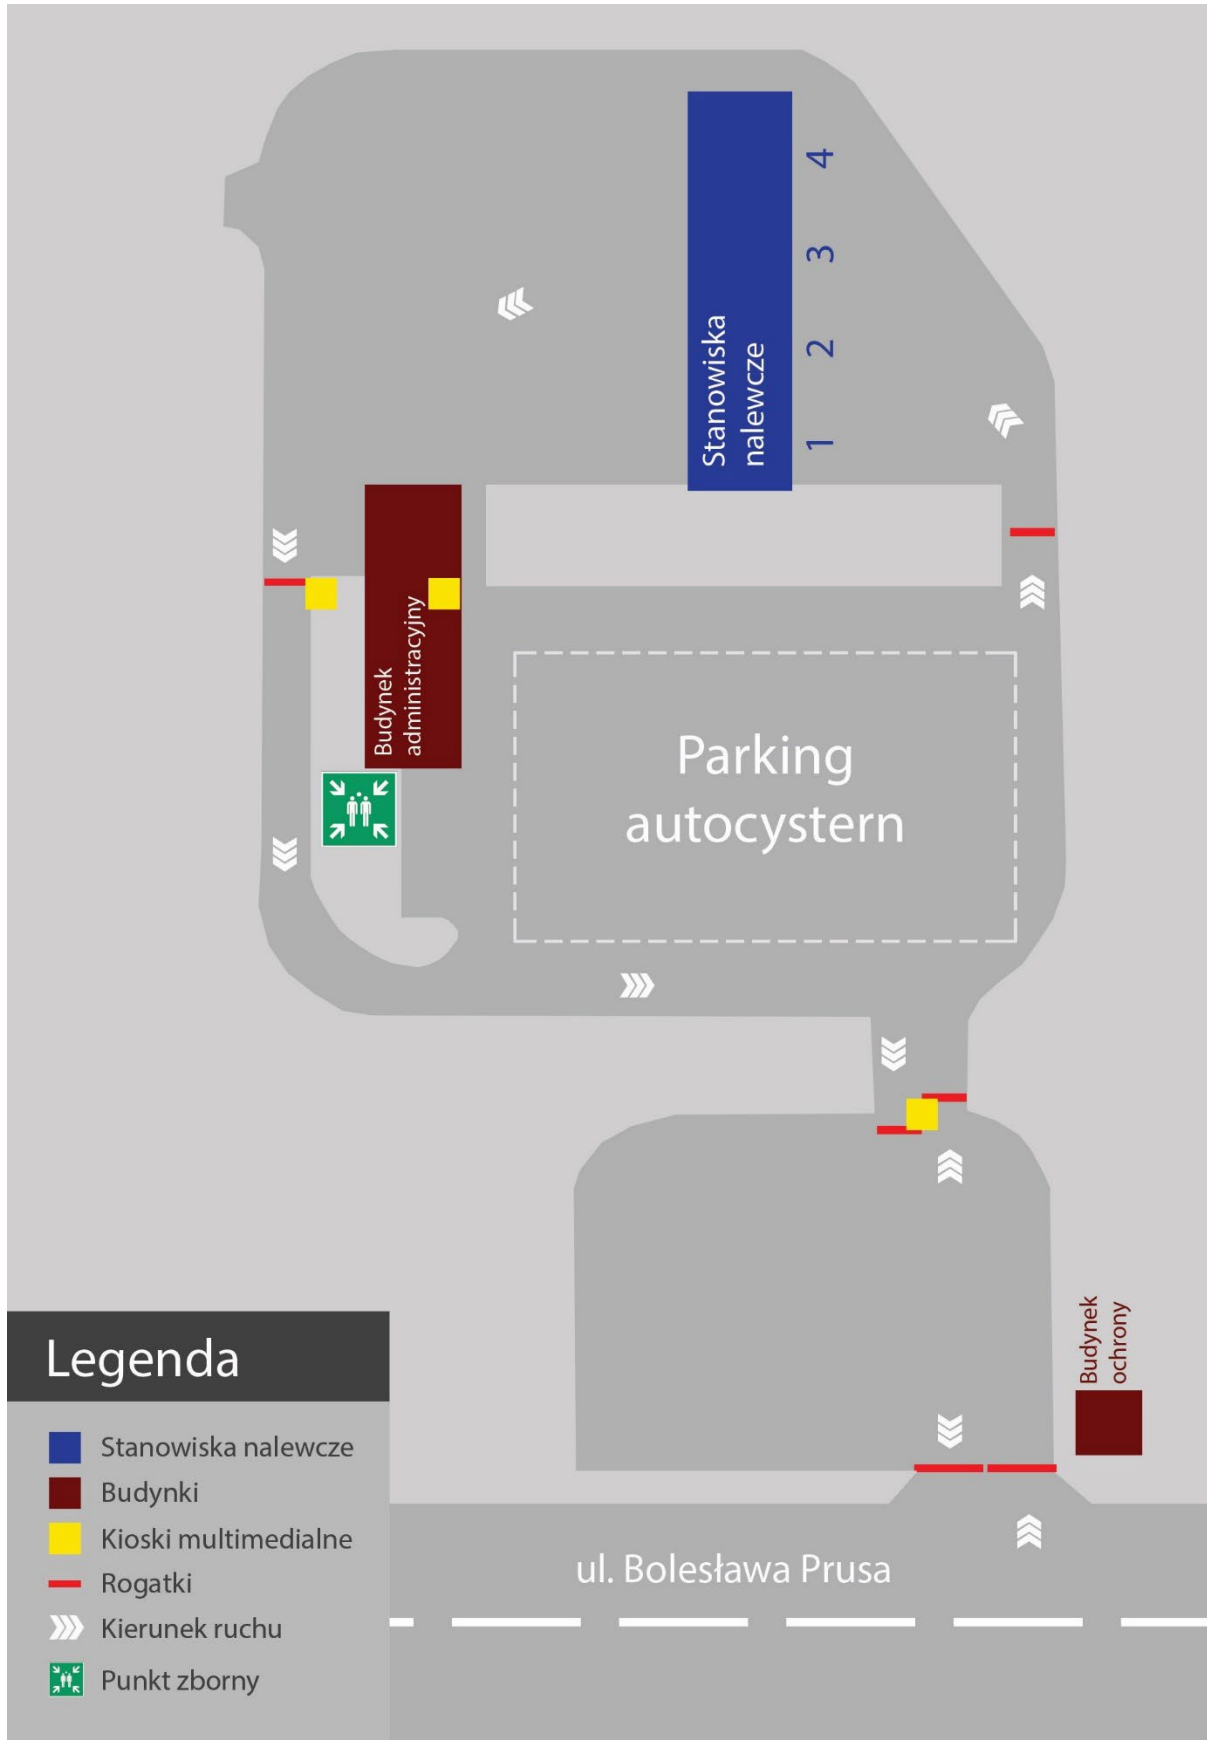 4
3
2
1
Stanowiska
nalewcze
Budynek
administracyjny
Parking
autocystern
Budynek
ochrony
Legenda
Stanowiska nalewcze
Budynki
Kioski multimedialne
Rogatki
Kierunek ruchu
Punkt zborny
ul. Bolesława Prusa